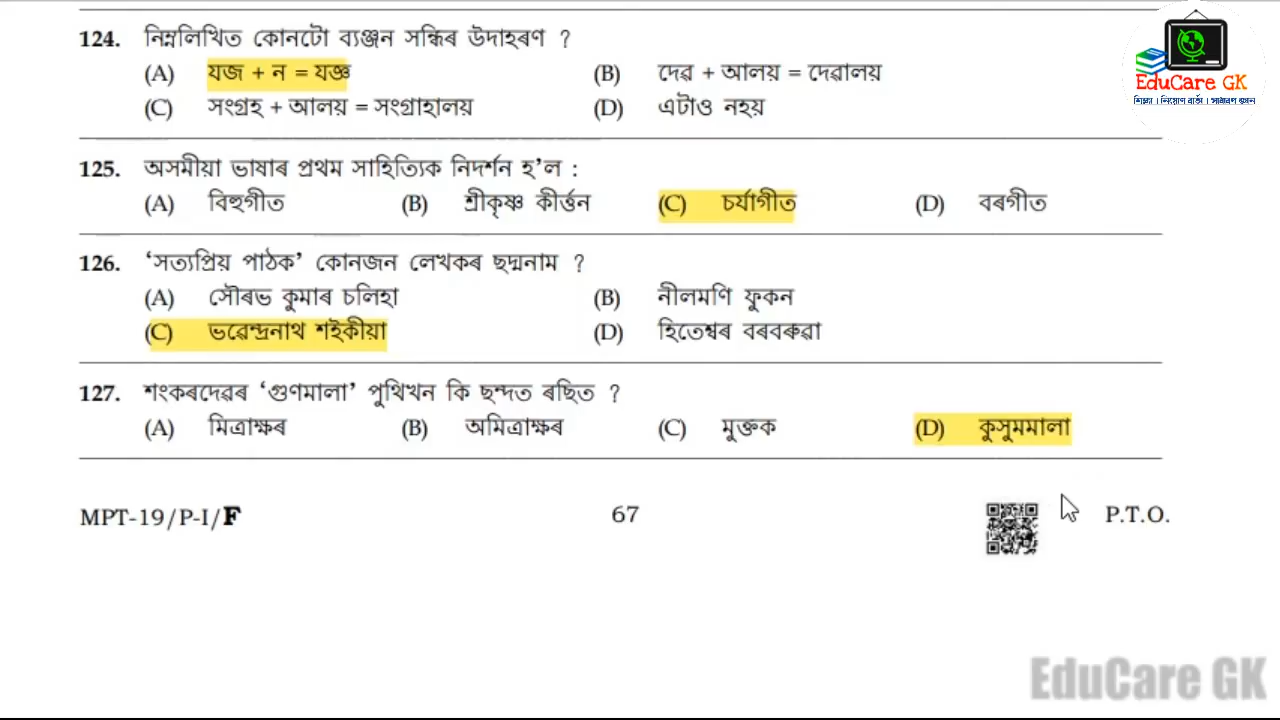 124. নিম্নলিখিত কোনটো ব্যঞ্জন সন্ধিৰ উদাহৰণ ?
(A) যজ + ন = যজ্ঞ (B) দেৱ + আলয় = দেৱালয়
(C) সংগ্ৰহ + আলয় = সংগ্ৰাহালয় (D) এটাও নহয়
EduCare GK
শিক্ষা । নিয়োগ বাৰ্তা । সাধাৰণ জ্ঞান
125. অসমীয়া ভাষাৰ প্ৰথম সাহিত্যিক নিদৰ্শন হ’ল :
(A) বিহুগীত (B) শ্ৰীকৃষ্ণ কীৰ্ত্তন (C) চৰ্যাগীত (D) বৰগীত
126. ‘সত্যপ্ৰিয় পাঠক’ কোনজন লেখকৰ ছদ্মনাম ?
(A) সৌৰভ কুমাৰ চলিহা (B) নীলমণি ফুকন
(C) ভৱেন্দ্ৰনাথ শইকীয়া (D) হিতেশ্বৰ বৰবৰুৱা
127. শংকৰদেৱৰ ‘গুণমালা’ পুথিখন কি ছন্দত ৰছিত ?
(A) মিত্ৰাক্ষৰ (B) অমিত্ৰাক্ষৰ (C) মুক্তক (D) কুসুমমালা
MPT-19/P-I/F 67 P.T.O.
EduCare GK